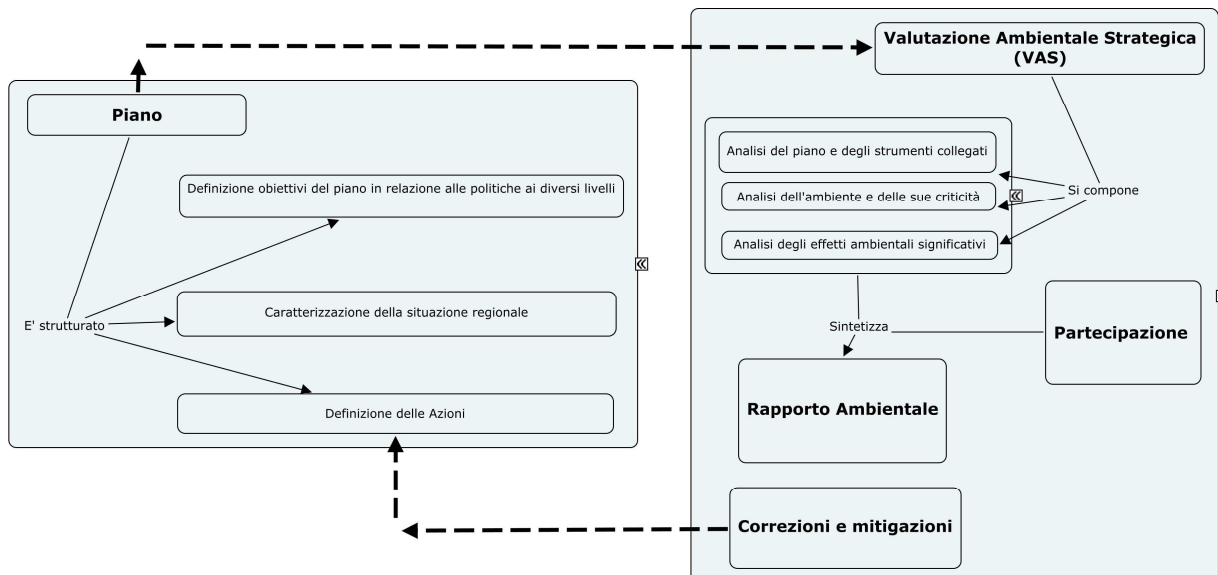 Piano
Definizione obiettivi del piano in relazione alle politiche ai diversi livelli
E' strutturato
Caratterizzazione della situazione regionale
Definizione delle Azioni
Valutazione Ambientale Strategica
(VAS)
Analisi del piano e degli strumenti collegati
Analisi dell'ambiente e delle sue criticità
Analisi degli effetti ambientali significativi
Si compone
Sintetizza
Partecipazione
Rapporto Ambientale
Correzioni e mitigazioni